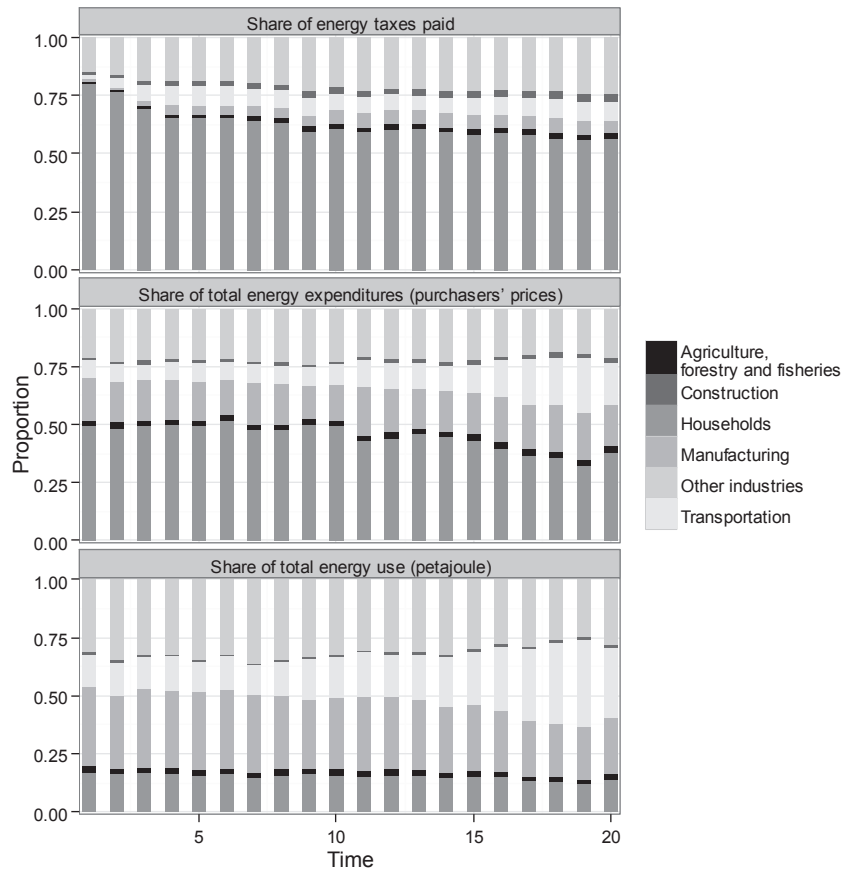 Share of energy taxes paid
1.00
0.75
0.50
0.25
0.00
Share of total energy expenditures (purchasers’ prices)
1.00
0.75
0.50
0.25
0.00
Share of total energy use (petajoule)
1.00
0.75
0.50
0.25
0.00
Proportion
5
10
15
20
Time
Agriculture,
forestry and fisheries
Construction
Households
Manufacturing
Other industries
Transportation